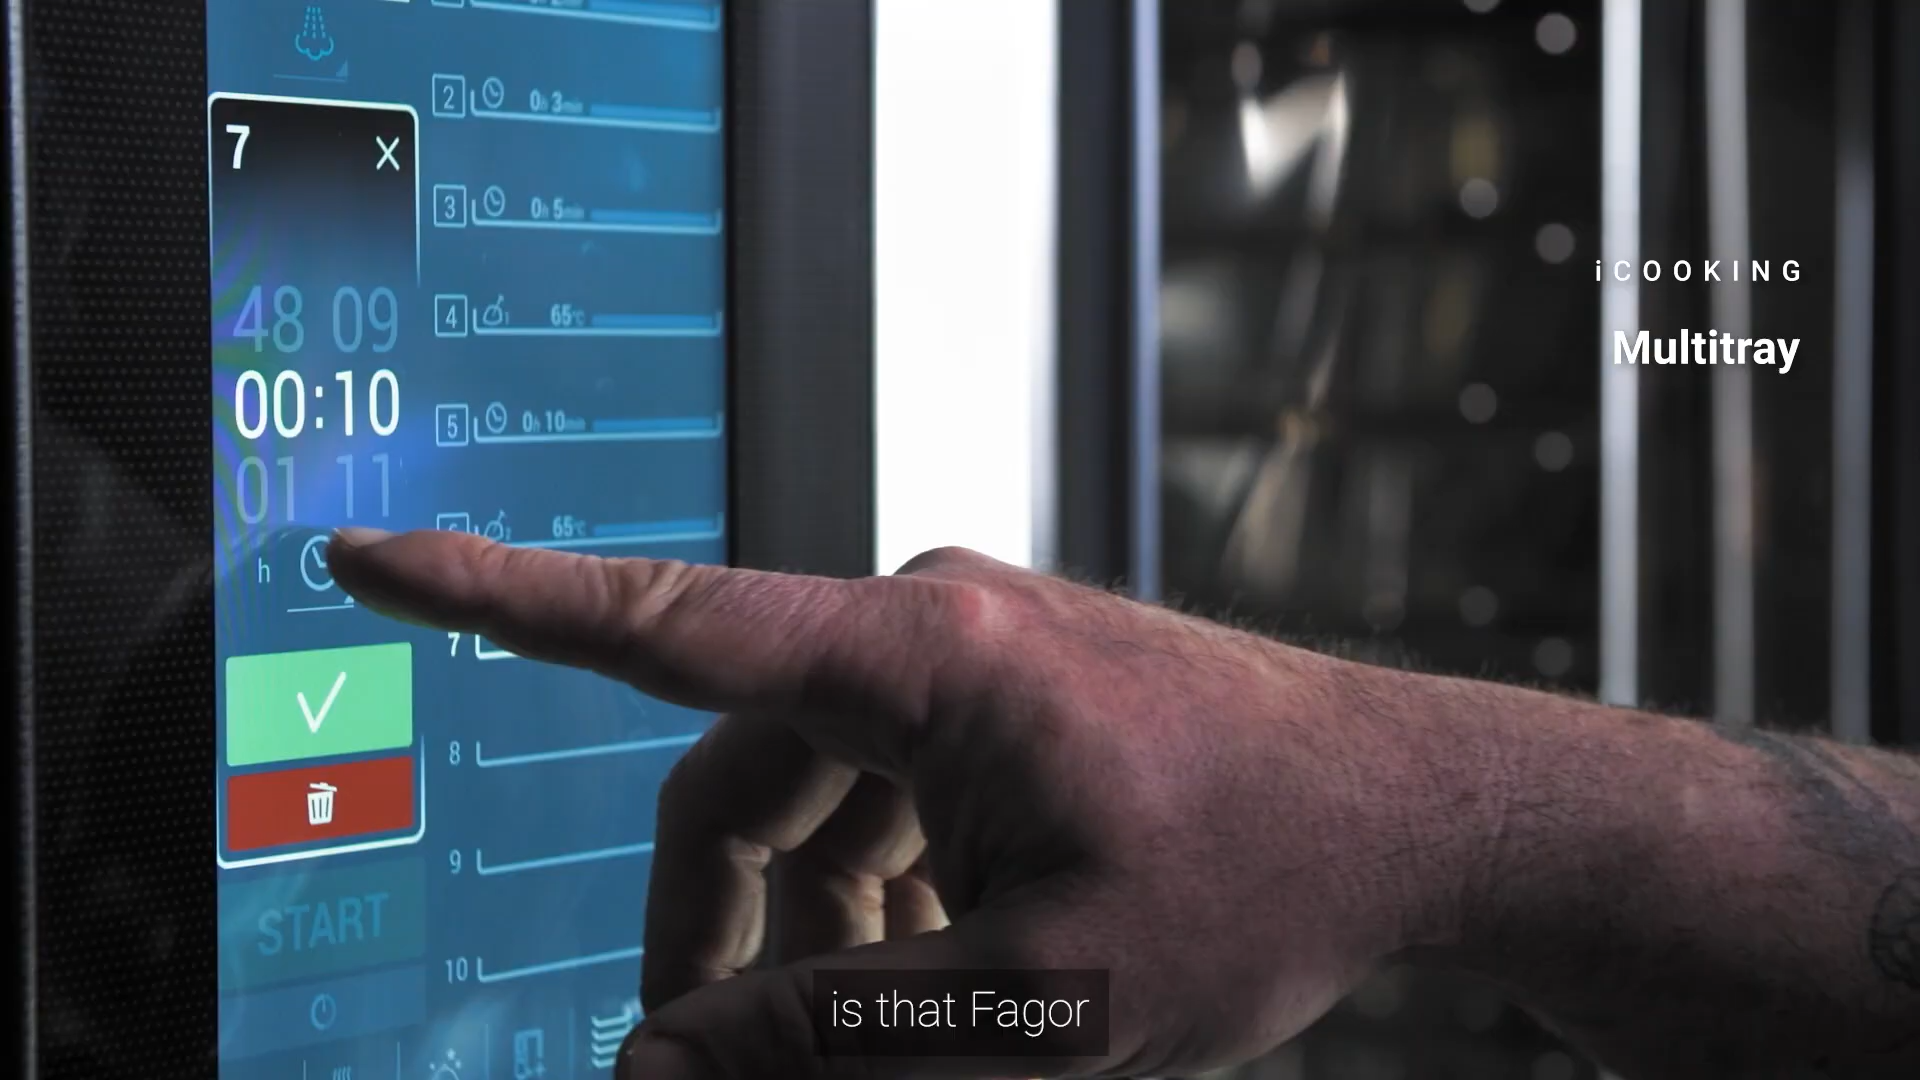 2 0h 3min
7 X
3 0h 5min
48 09
4 65°C
00:10
5 0h 10min
01 11
65°C
h
7
8
9
START
10
iCOOKING
Multitray
is that Fagor